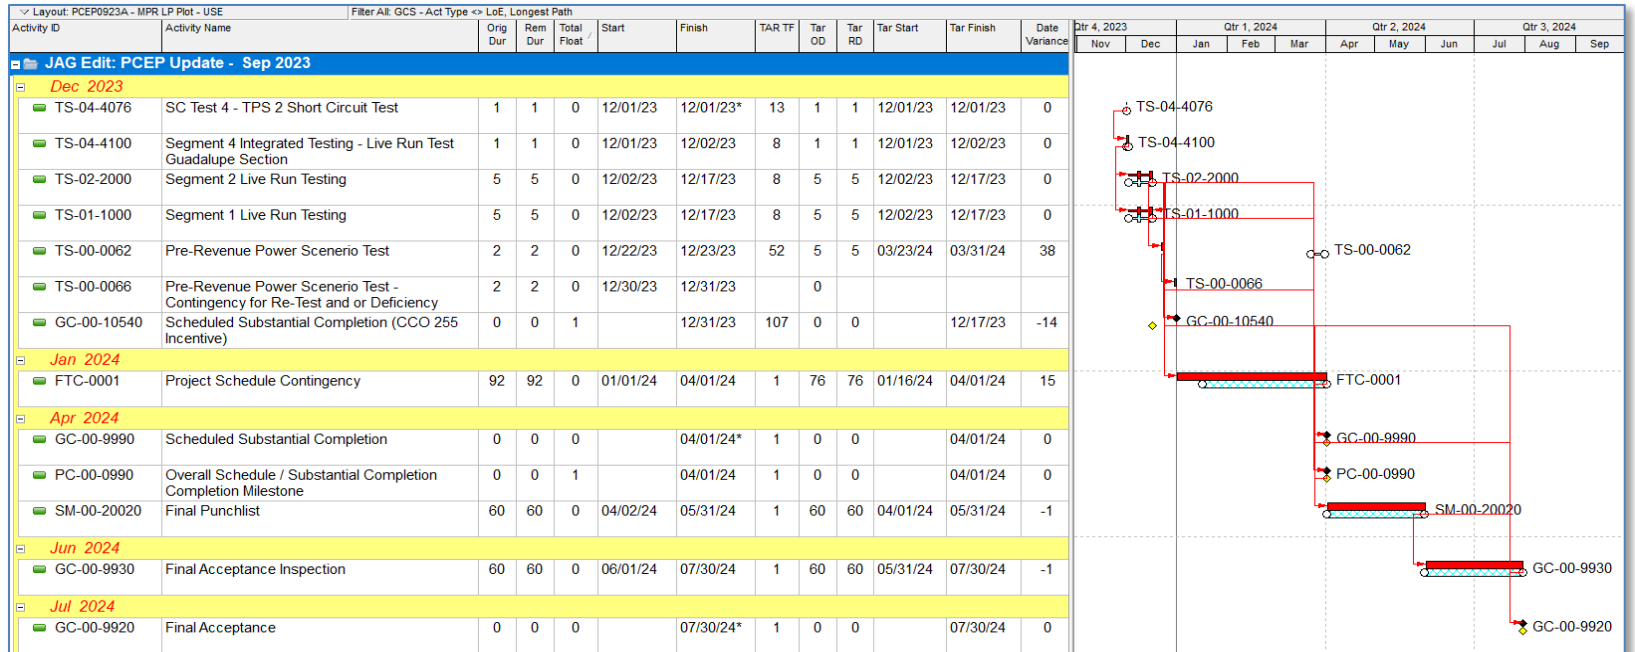 Layout: PCEP0923A - MPR LP Plot - USE Filter All: GCS - Act Type <> LoE, Longest Path
Activity ID Activity Name Orig Dur Rem Dur Total Float Start Finish TAR TF Tar OD Tar RD Tar Start Tar Finish Date Variance
Qtr 4, 2023 Qtr 1, 2024 Qtr 2, 2024 Qtr 3, 2024
Nov Dec Jan Feb Mar Apr May Jun Jul Aug Sep
JAG Edit: PCEP Update - Sep 2023
Dec 2023
TS-04-4076 SC Test 4 - TPS 2 Short Circuit Test 1 1 0 12/01/23 12/01/23* 13 1 1 12/01/23 12/01/23 0 TS-04-4076
TS-04-4100 Segment 4 Integrated Testing - Live Run Test 1 1 0 12/01/23 12/02/23 8 1 1 12/01/23 12/02/23 0 TS-04-4100
Guadalupe Section
TS-02-2000 Segment 2 Live Run Testing 5 5 0 12/02/23 12/17/23 8 5 5 12/02/23 12/17/23 0 TS-02-2000
TS-01-1000 Segment 1 Live Run Testing 5 5 0 12/02/23 12/17/23 8 5 5 12/02/23 12/17/23 0 TS-01-1000
TS-00-0062 Pre-Revenue Power Scenerio Test 2 2 0 12/22/23 12/23/23 52 5 5 03/23/24 03/31/24 38 TS-00-0062
TS-00-0066 Pre-Revenue Power Scenerio Test - 2 2 0 12/30/23 12/31/23 0 TS-00-0066
Contingency for Re-Test and or Deficiency
GC-00-10540 Scheduled Substantial Completion (CCO 255 0 0 1 12/31/23 107 0 0 12/17/23 -14 GC-00-10540
Incentive)
Jan 2024
FTC-0001 Project Schedule Contingency 92 92 0 01/01/24 04/01/24 1 76 76 01/16/24 04/01/24 15 FTC-0001
Apr 2024
GC-00-9990 Scheduled Substantial Completion 0 0 0 04/01/24* 1 0 0 04/01/24 0 GC-00-9990
PC-00-0990 Overall Schedule / Substantial Completion 0 0 1 04/01/24 1 0 0 04/01/24 0 PC-00-0990
Completion Milestone
SM-00-20020 Final Punchlist 60 60 0 04/02/24 05/31/24 1 60 60 04/01/24 05/31/24 -1 SM-00-20020
Jun 2024
GC-00-9930 Final Acceptance Inspection 60 60 0 06/01/24 07/30/24 1 60 60 05/31/24 07/30/24 -1 GC-00-9930
Jul 2024
GC-00-9920 Final Acceptance 0 0 0 07/30/24* 1 0 0 07/30/24 0 GC-00-9920